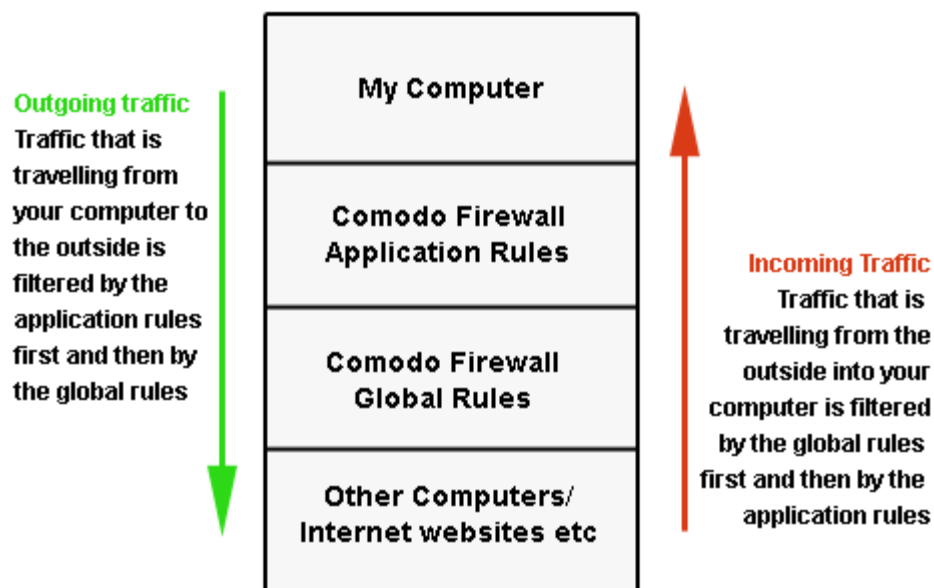 My Computer
Outgoing traffic
Traffic that is
travelling from
your computer to
the outside is
filtered by the
application rules
first and then by
the global rules
Comodo Firewall
Application Rules
Comodo Firewall
Global Rules
Other Computers/
Internet websites etc
Incoming Traffic
Traffic that is
travelling from the
outside into your
computer is filtered
by the global rules
first and then by the
application rules